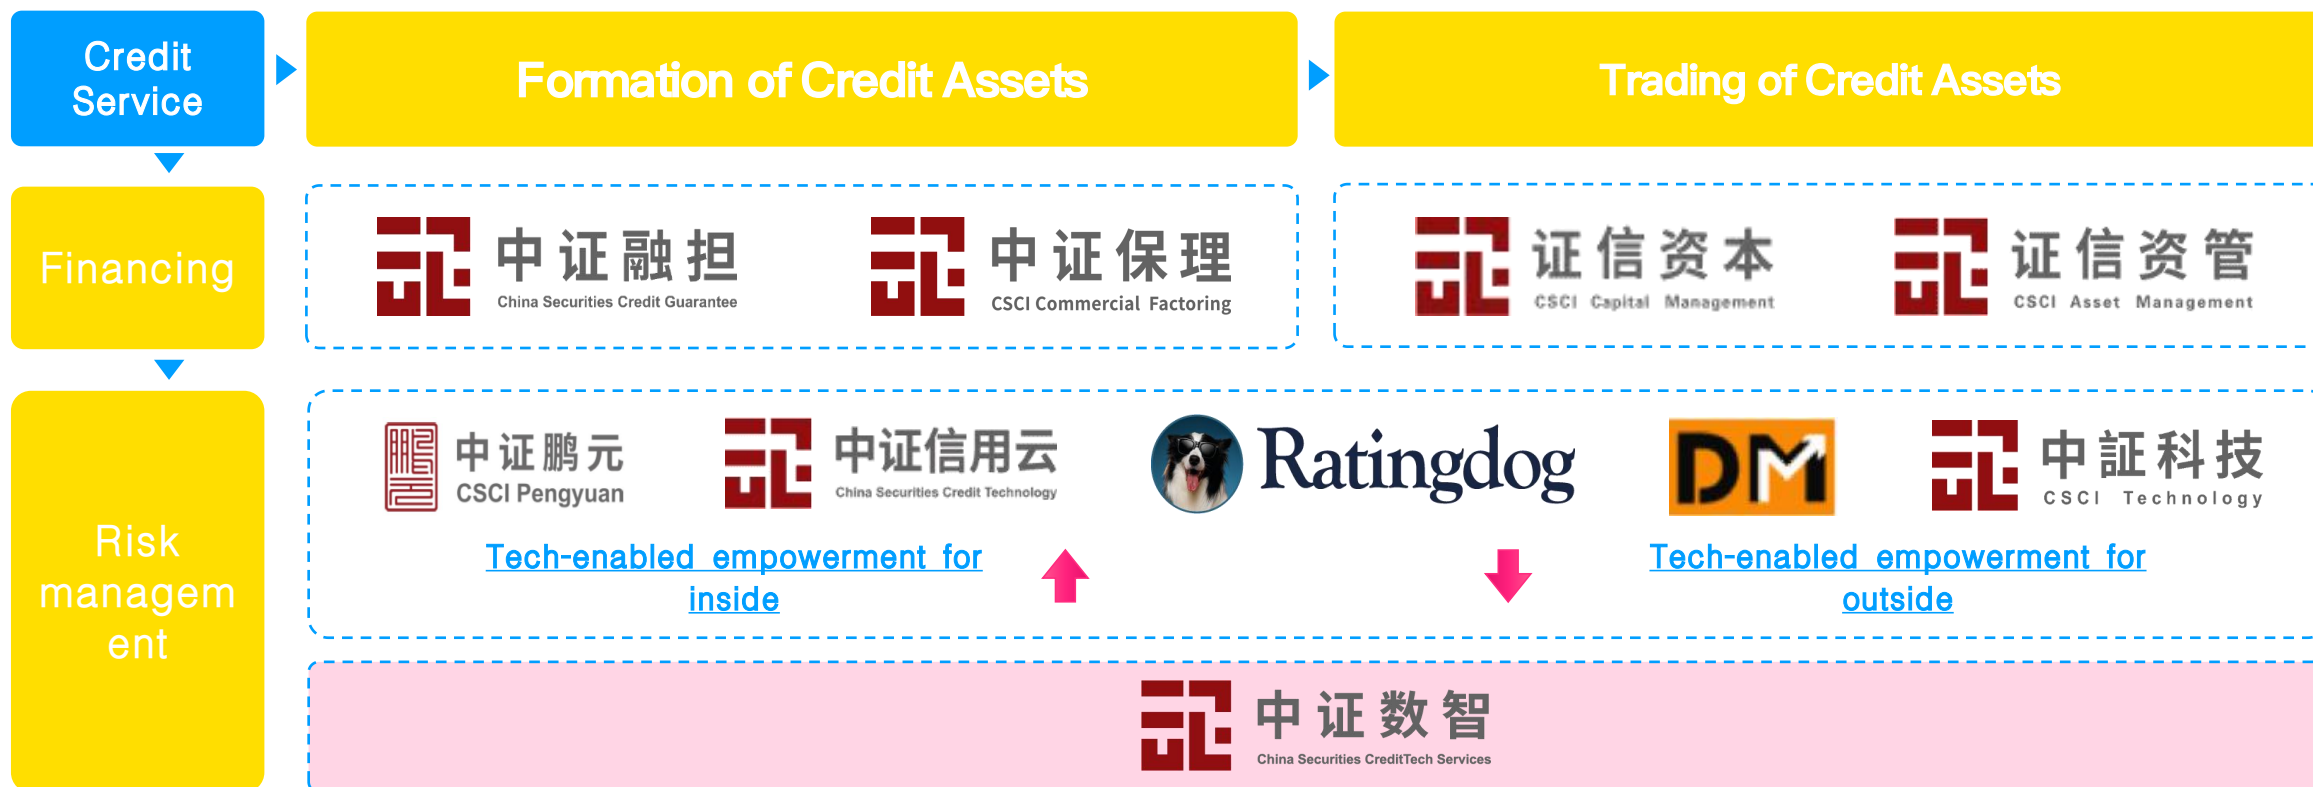 Credit
Service
Formation of Credit Assets
Trading of Credit Assets
Financing
中证融担
China Securities Credit Guarantee
中证保理
CSCI Commercial Factoring
证信资本
CSCI Capital Management
证信资管
CSCI Asset Management
Risk
managem
ent
中证鹏元
CSCI Pengyuan
中证信用云
China Securities Credit Technology
Ratingdog
DM
中証科技
CSCI Technology
Tech-enabled empowerment for
inside
Tech-enabled empowerment for
outside
中证数智
China Securities CreditTech Services